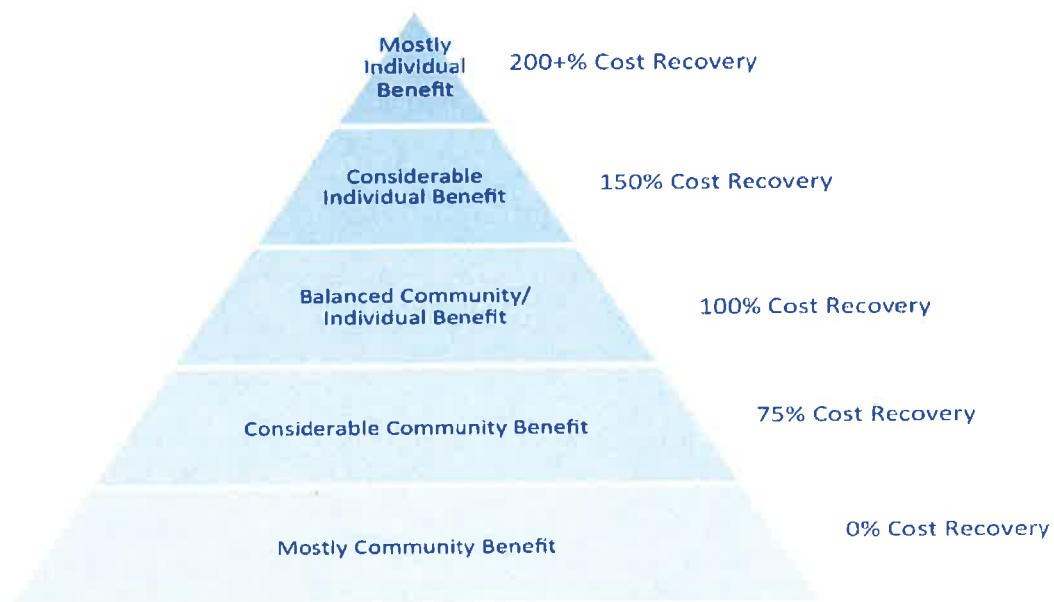 Mostly
Individual
Benefit
200+% Cost Recovery
Considerable
Individual Benefit
150% Cost Recovery
Balanced Community/
Individual Benefit
100% Cost Recovery
Considerable Community Benefit
75% Cost Recovery
Mostly Community Benefit
0% Cost Recovery